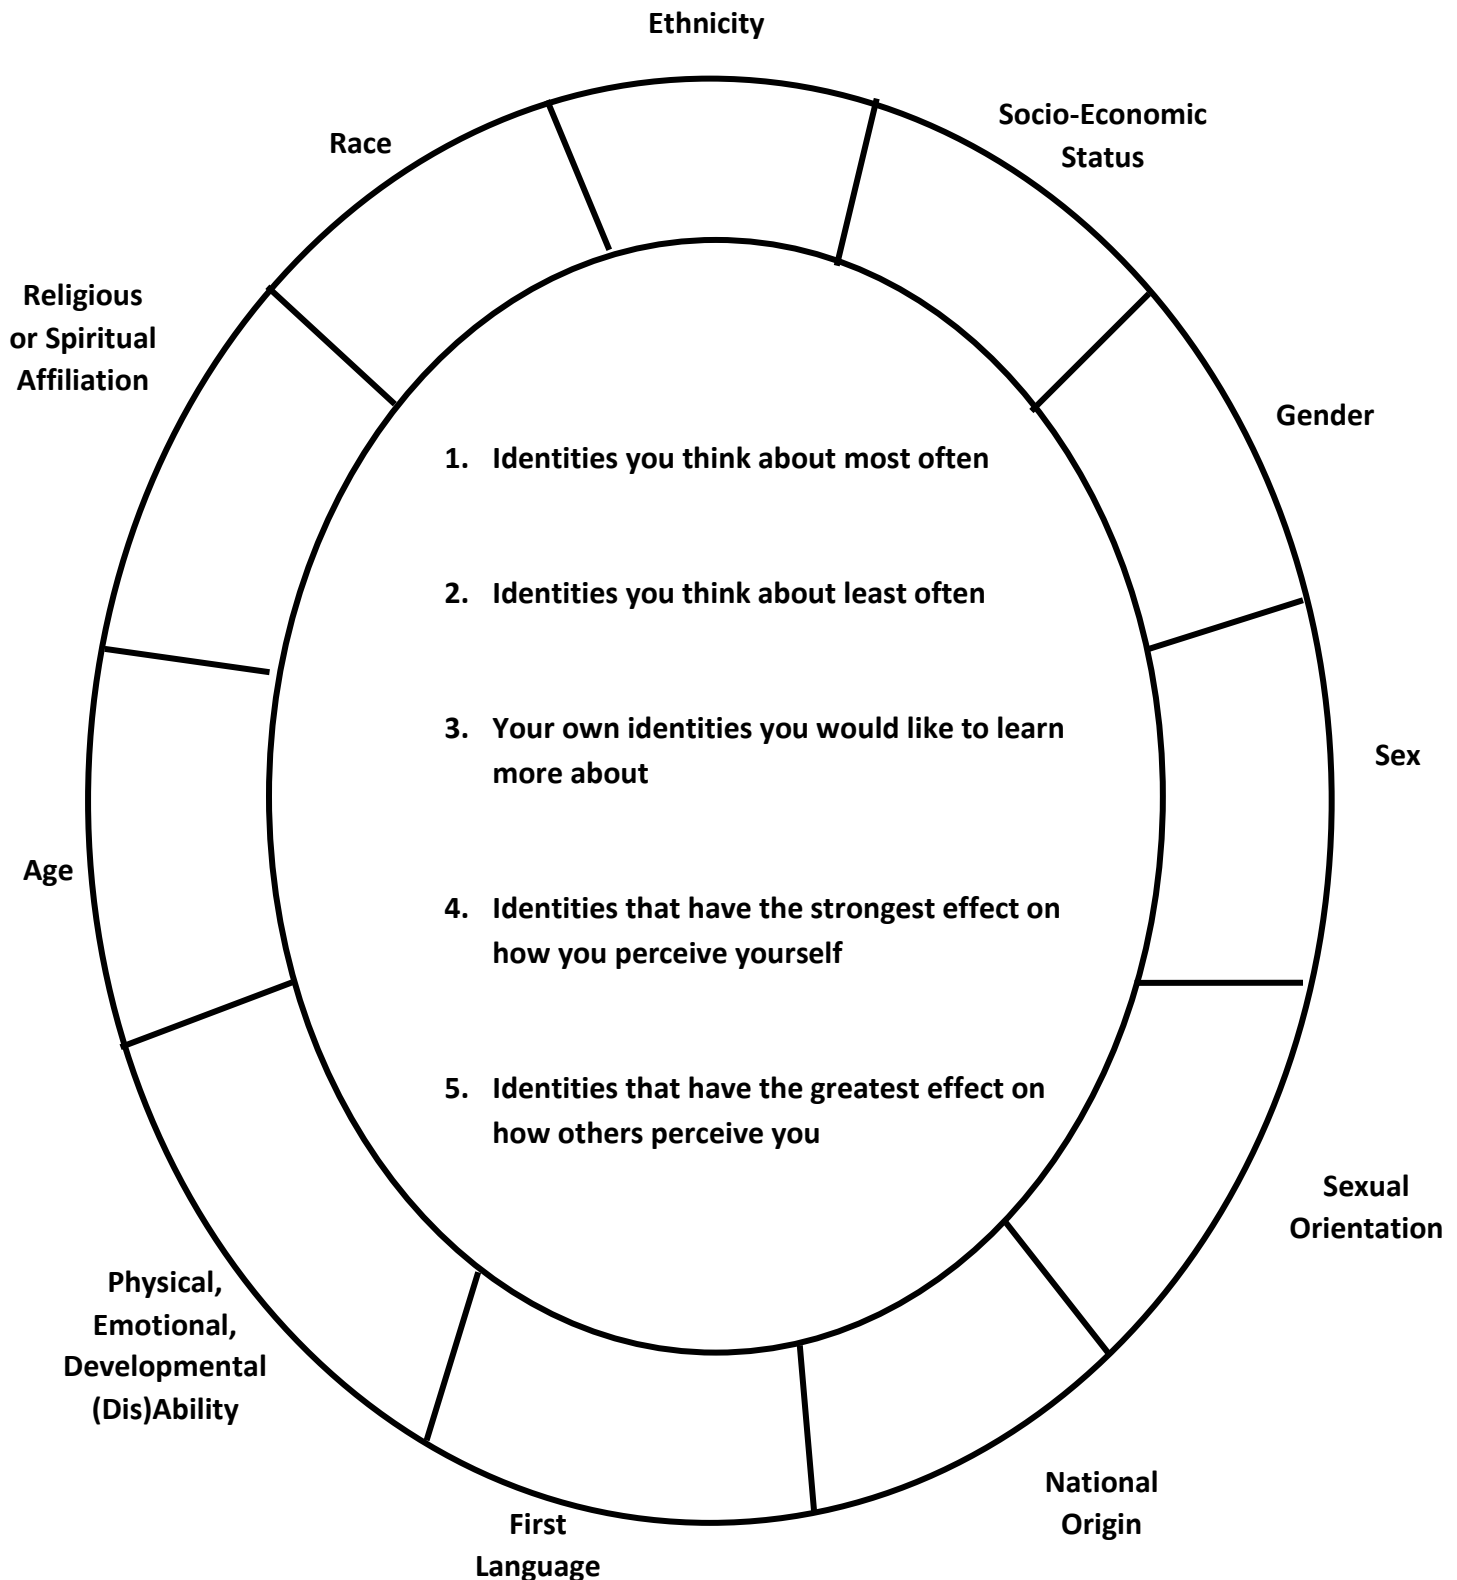 Ethnicity
Socio-Economic
Status
Race
Religious
or Spiritual
Affiliation
Gender
1. Identities you think about most often
2. Identities you think about least often
3. Your own identities you would like to learn
more about
Sex
Age
4. Identities that have the strongest effect on
how you perceive yourself
5. Identities that have the greatest effect on
how others perceive you
Sexual
Orientation
Physical,
Emotional,
Developmental
(Dis)Ability
National
Origin
First
Language